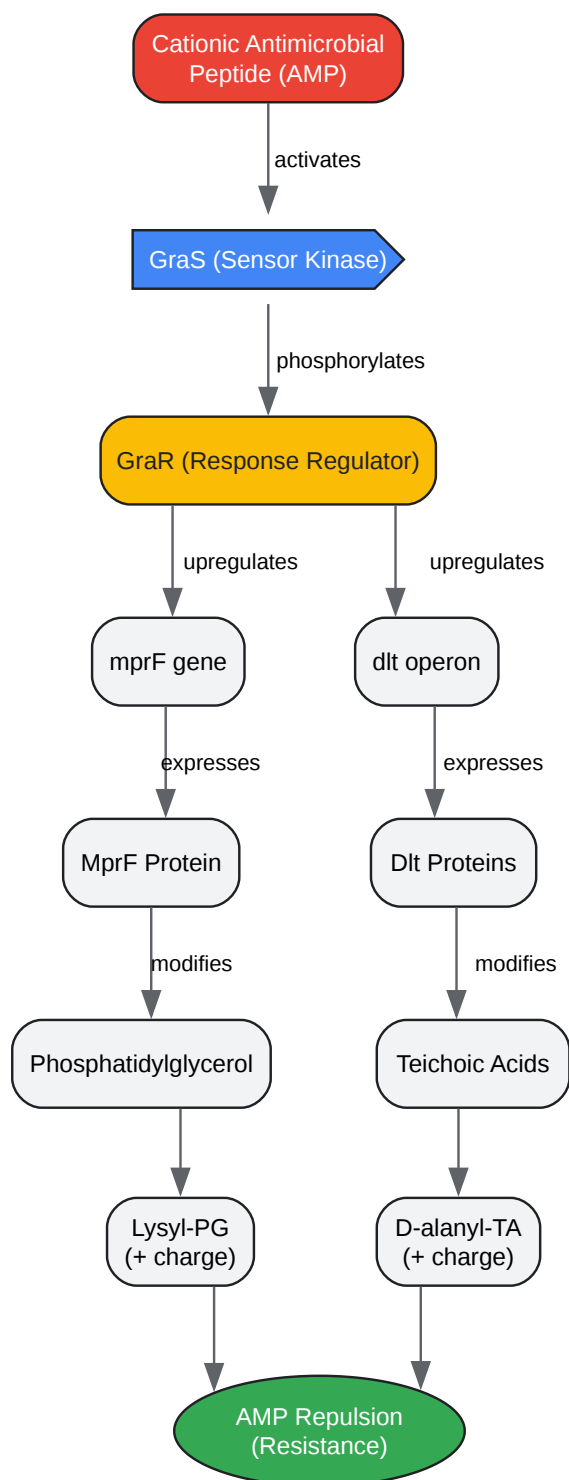 Cationic Antimicrobial
Peptide (AMP)
activates
GraS (Sensor Kinase)
phosphorylates
GraR (Response Regulator)
upregulates
upregulates
mprF gene
dlt operon
expresses
expresses
MprF Protein
Dlt Proteins
modifies
modifies
Phosphatidylglycerol
Teichoic Acids
Lysyl-PG
(+ charge)
D-alanyl-TA
(+ charge)
AMP Repulsion
(Resistance)